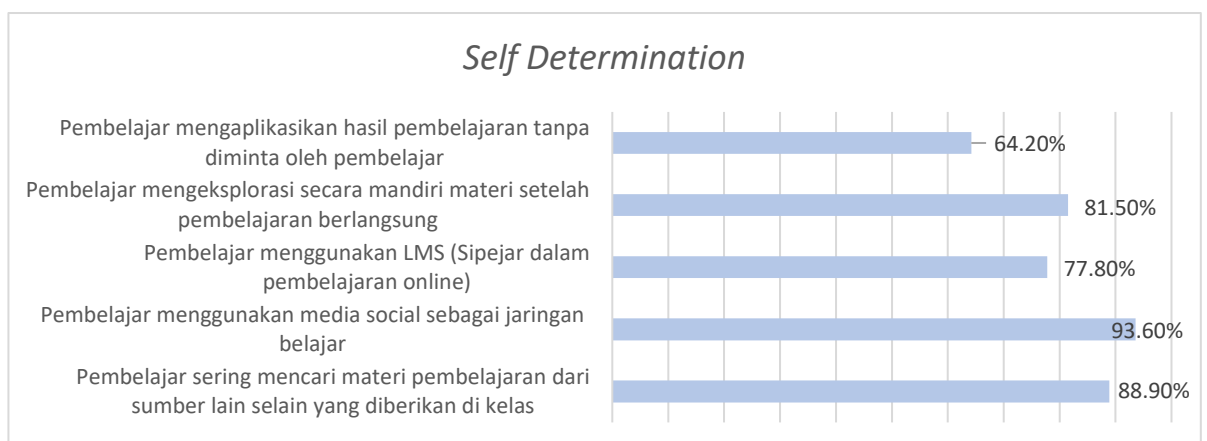 Self Determination
Pembelajar mengaplikasikan hasil pembelajaran tanpa
diminta oleh pembelajar
64.20%
Pembelajar mengeksplorasi secara mandiri materi setelah
pembelajaran berlangsung
81.50%
Pembelajar menggunakan LMS (Sipejar dalam
pembelajaran online)
77.80%
Pembelajar menggunakan media social sebagai jaringan
belajar
93.60%
Pembelajar sering mencari materi pembelajaran dari
sumber lain selain yang diberikan di kelas
88.90%